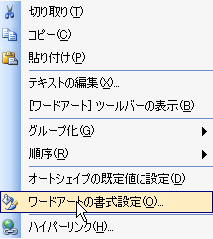 切り取り(T)
コピー(C)
貼り付け(P)
テキストの編集(X)...
[ワードアート] ツールバーの表示(B)
グループ化(G)
順序(R)
オートシェイプの既定値に設定(D)
ワードアートの書式設定(O)...
ハイパーリンク(H)...